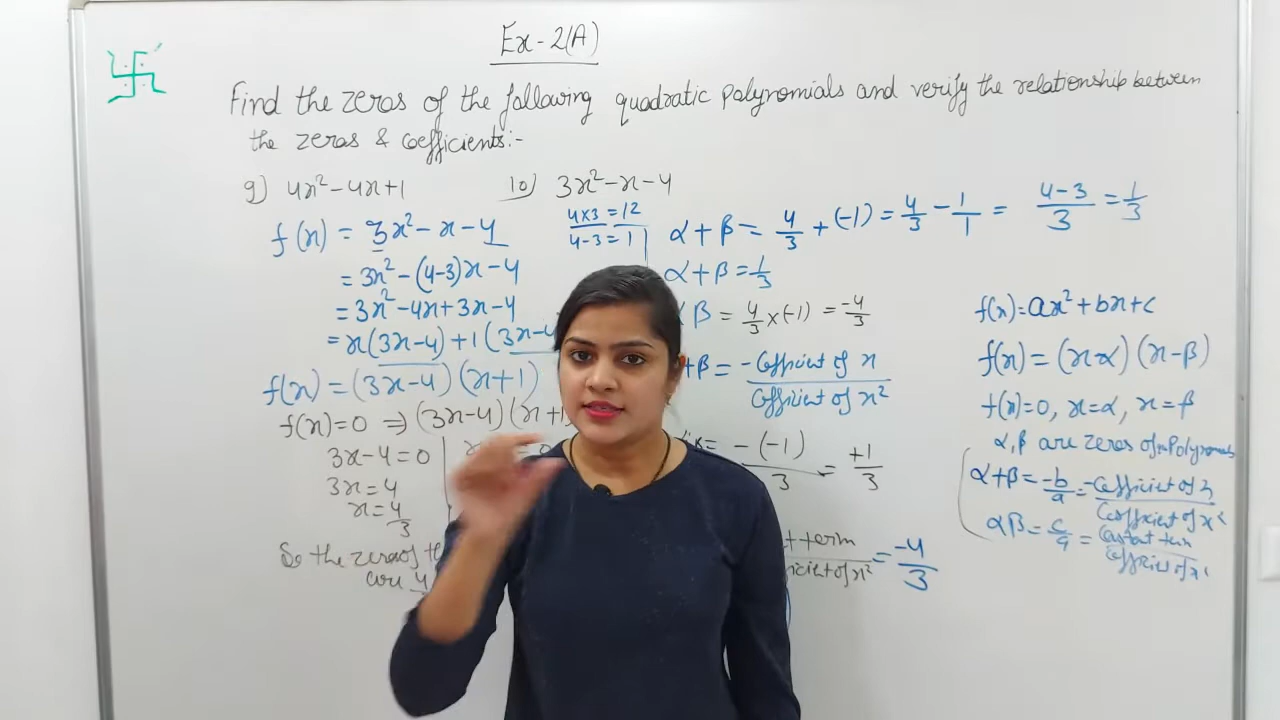 Ex-2(A)
Find the zeros of the following quadratic polynomials and verify the relationship between
the zeros & coefficients:-
9) 4x²-4x+1
10) 3x²-x-4
f(x) = 3x²-x-4
= 3x²-(4-3)x-4
= 3x²-4x+3x-4
= x(3x-4)+1(3x-4
f(x) = (3x-4)(x+1)
f(x)=0 ⇒ (3x-4)(x+1
3x-4=0
3x=4
x=4/3
So the zeros of th
4×3=12
4-3=1
α+β = 4/3 + (-1) = 4/3 - 1/1 = (4-3)/3 = 1/3
α+β = 1/3
β = 4/3 × (-1) = -4/3
+β = -Coefficient of x / Coefficient of x²
= -(-1)/3 = +1/3
t term / ficient of x² = -4/3
f(x)=ax²+bx+c
f(x) = (x-α)(x-β)
f(x)=0, x=α, x=β
α,β are zeros of Polynomials
α+β = -b/a = -Coefficient of x / Coefficient of x²
αβ = c/a = Constant term / Coefficient of x²